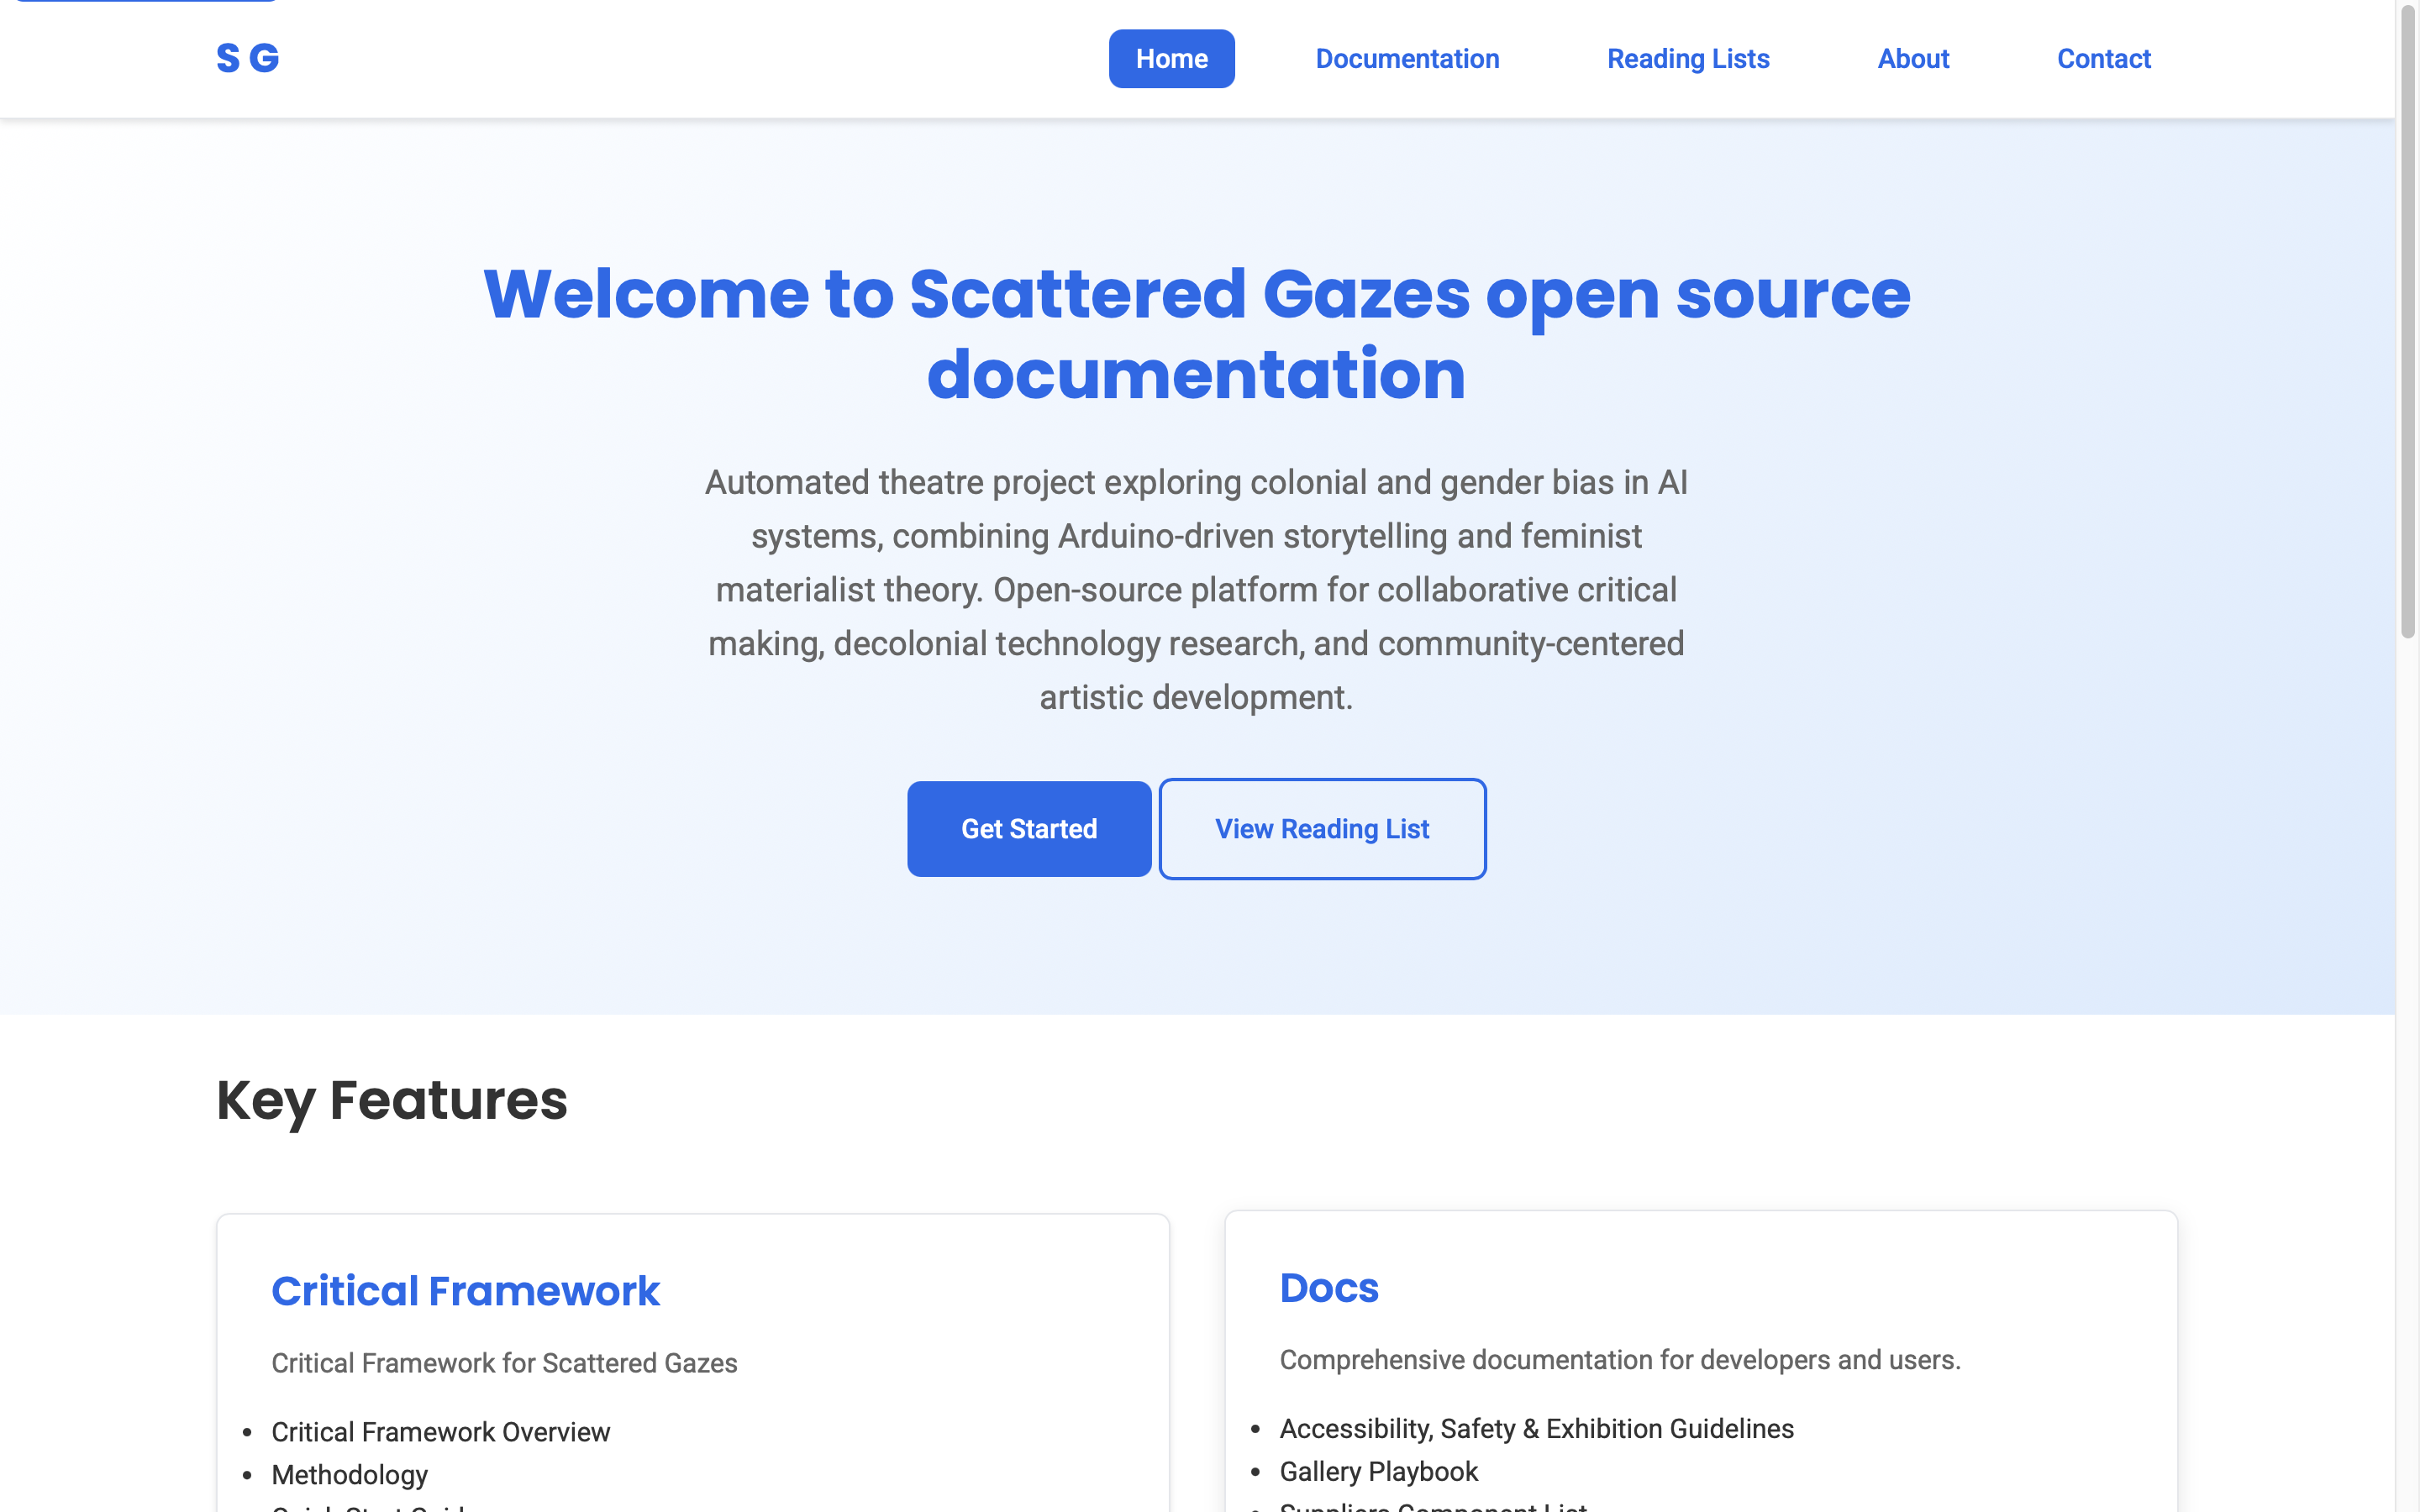 S G
Home
Documentation
Reading Lists
About
Contact
Welcome to Scattered Gazes open source
documentation
Automated theatre project exploring colonial and gender bias in AI
systems, combining Arduino-driven storytelling and feminist
materialist theory. Open-source platform for collaborative critical
making, decolonial technology research, and community-centered
artistic development.
Get Started
View Reading List
Key Features
Critical Framework
Critical Framework for Scattered Gazes
• Critical Framework Overview
• Methodology
Docs
Comprehensive documentation for developers and users.
• Accessibility, Safety & Exhibition Guidelines
• Gallery Playbook